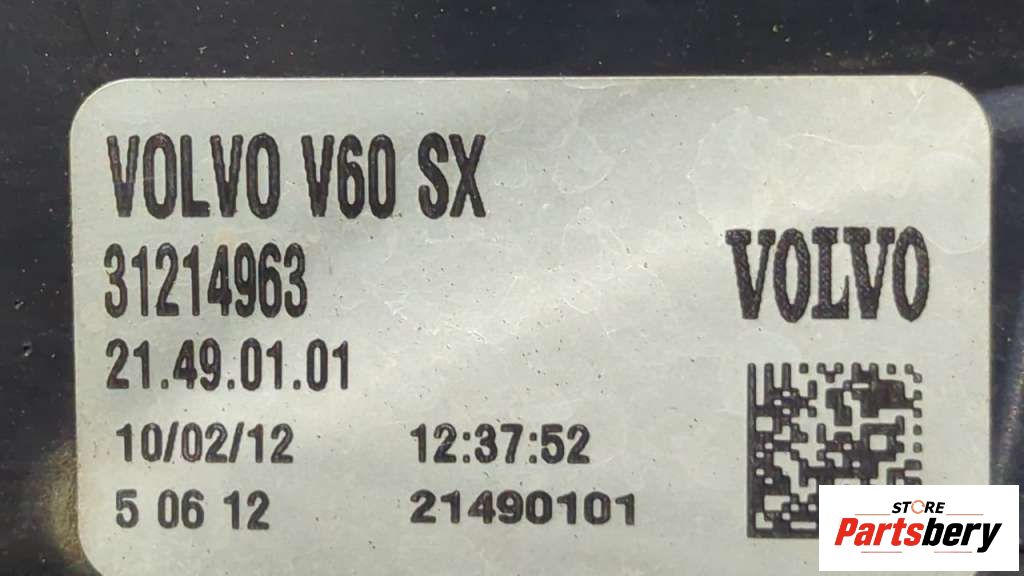 VOLVO V60 SX
31214963
21.49.01.01
10/02/12 12:37:52
5 06 12 21490101
VOLVO
STORE
Partsbery